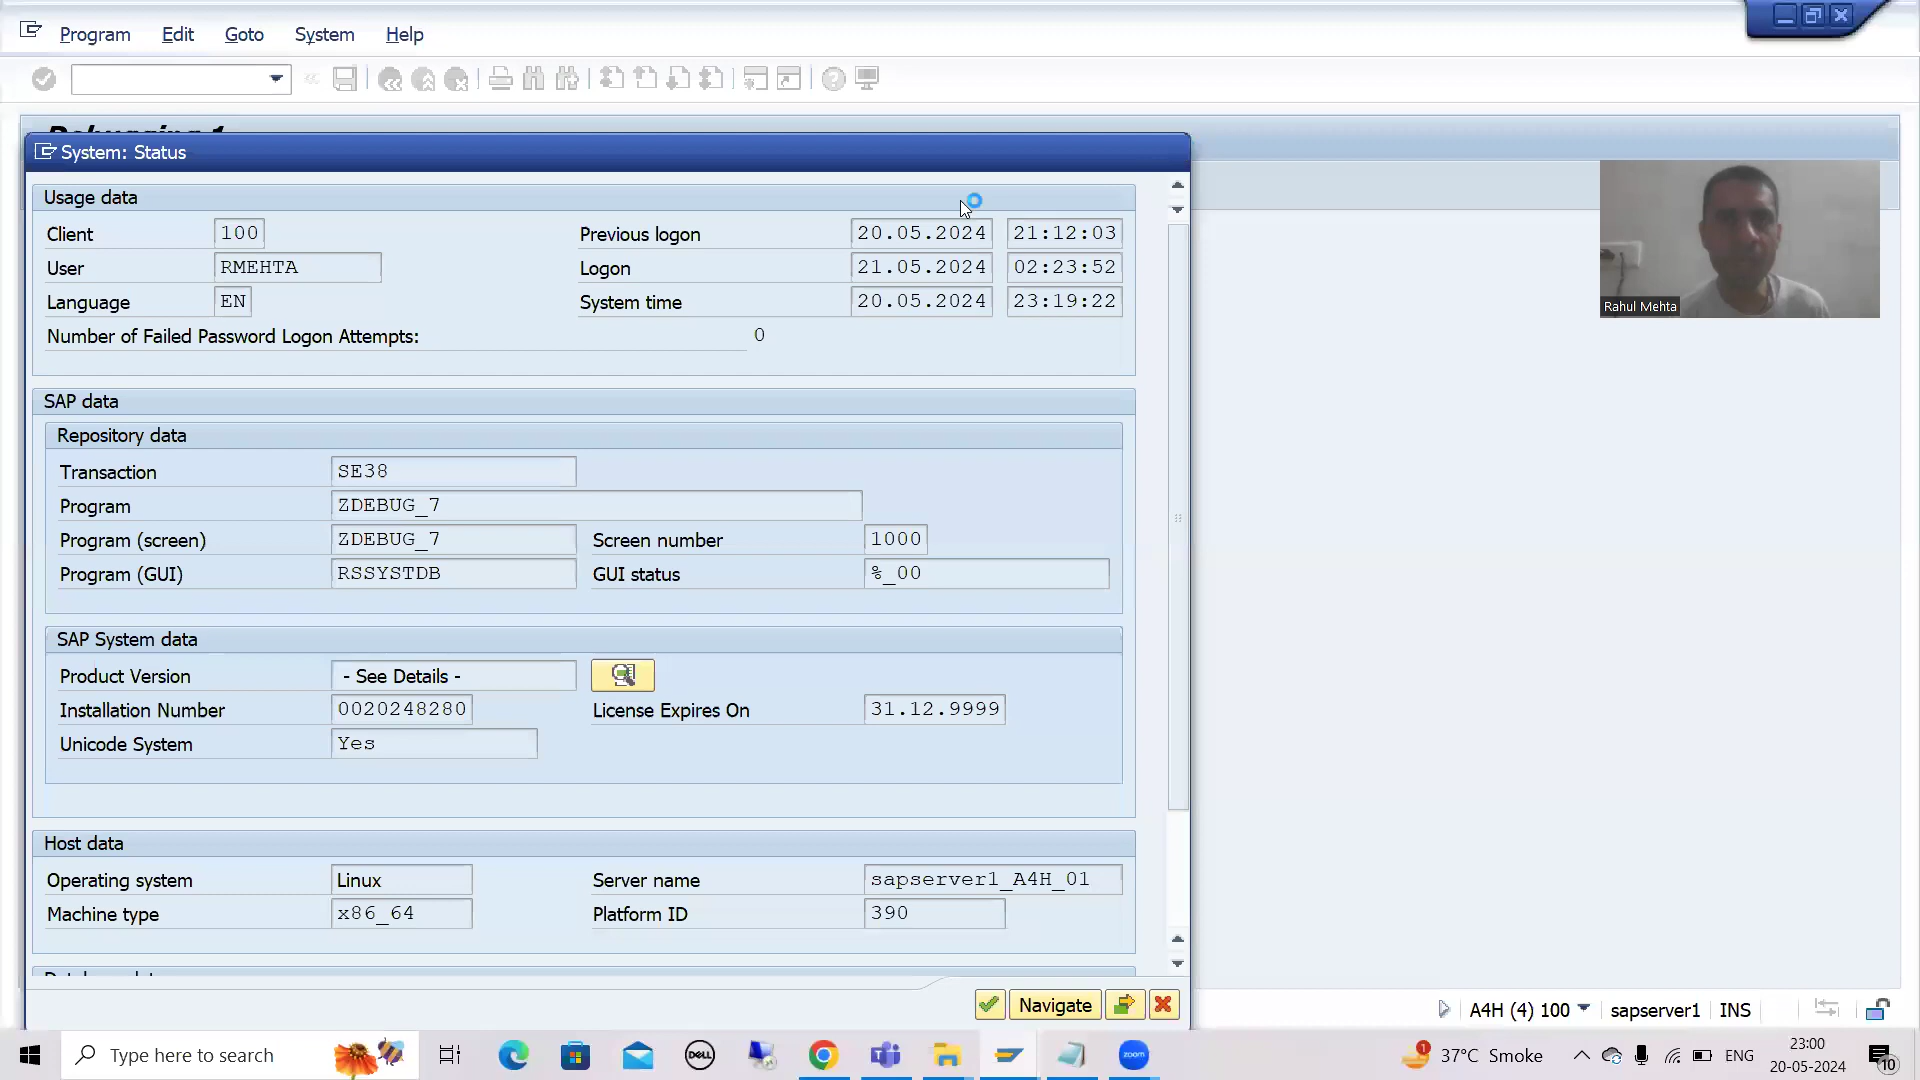 Program Edit Goto System Help
Debugging 1
System: Status
Usage data
Client 100 Previous logon 20.05.2024 21:12:03
User RMEHTA Logon 21.05.2024 02:23:52
Language EN System time 20.05.2024 23:19:22
Number of Failed Password Logon Attempts: 0
Rahul Mehta
SAP data
Repository data
Transaction SE38
Program ZDEBUG_7
Program (screen) ZDEBUG_7 Screen number 1000
Program (GUI) RSSYSTDB GUI status %_00
SAP System data
Product Version - See Details -
Installation Number 0020248280 License Expires On 31.12.9999
Unicode System Yes
Host data
Operating system Linux Server name sapserver1_A4H_01
Machine type x86_64 Platform ID 390
Navigate
A4H (4) 100 sapserver1 INS
Type here to search
DELL
zoom
1
37°C Smoke
ENG
23:00
20-05-2024
10